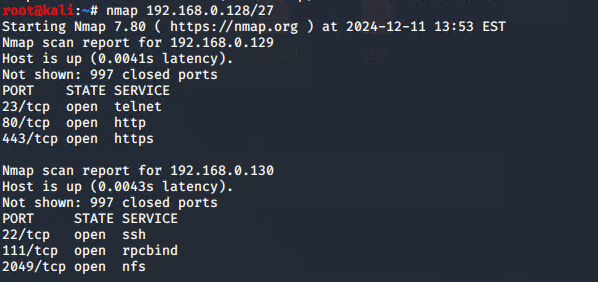 root@kali:~# nmap 192.168.0.128/27
Starting Nmap 7.80 ( https://nmap.org ) at 2024-12-11 13:53 EST
Nmap scan report for 192.168.0.129
Host is up (0.0041s latency).
Not shown: 997 closed ports
PORT    STATE SERVICE
23/tcp  open  telnet
80/tcp  open  http
443/tcp open  https

Nmap scan report for 192.168.0.130
Host is up (0.0043s latency).
Not shown: 997 closed ports
PORT     STATE SERVICE
22/tcp   open  ssh
111/tcp  open  rpcbind
2049/tcp open  nfs